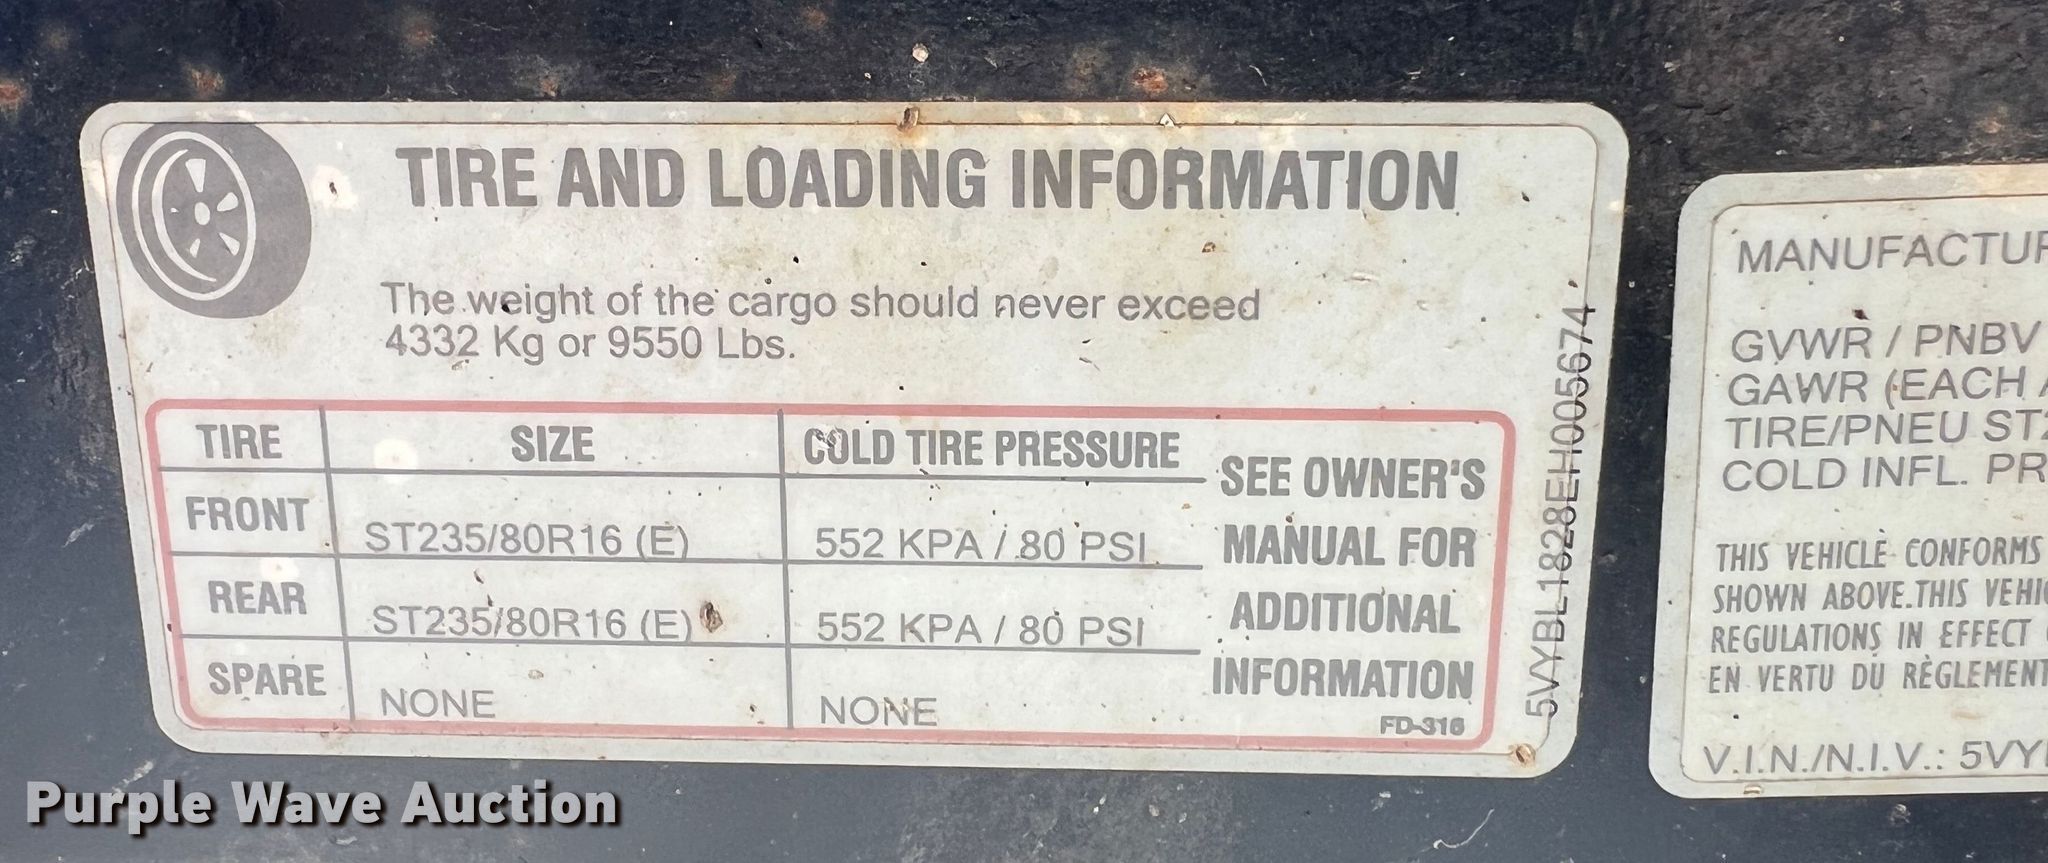 TIRE AND LOADING INFORMATION
The weight of the cargo should never exceed
4332 Kg or 9550 Lbs.
TIRE SIZE COLD TIRE PRESSURE
FRONT ST235/80R16 (E) 552 KPA / 80 PSI
REAR ST235/80R16 (E) 552 KPA / 80 PSI
SPARE NONE NONE
SEE OWNER'S
MANUAL FOR
ADDITIONAL
INFORMATION
FD-316
5VYBL1828EH005674
MANUFACTUR
GVWR / PNBV
GAWR (EACH
TIRE/PNEU ST2
COLD INFL. PR
THIS VEHICLE CONFORMS
SHOWN ABOVE.THIS VEHI
REGULATIONS IN EFFECT
EN VERTU DU RÈGLEMENT
V.I.N./N.I.V.: 5VY
Purple Wave Auction